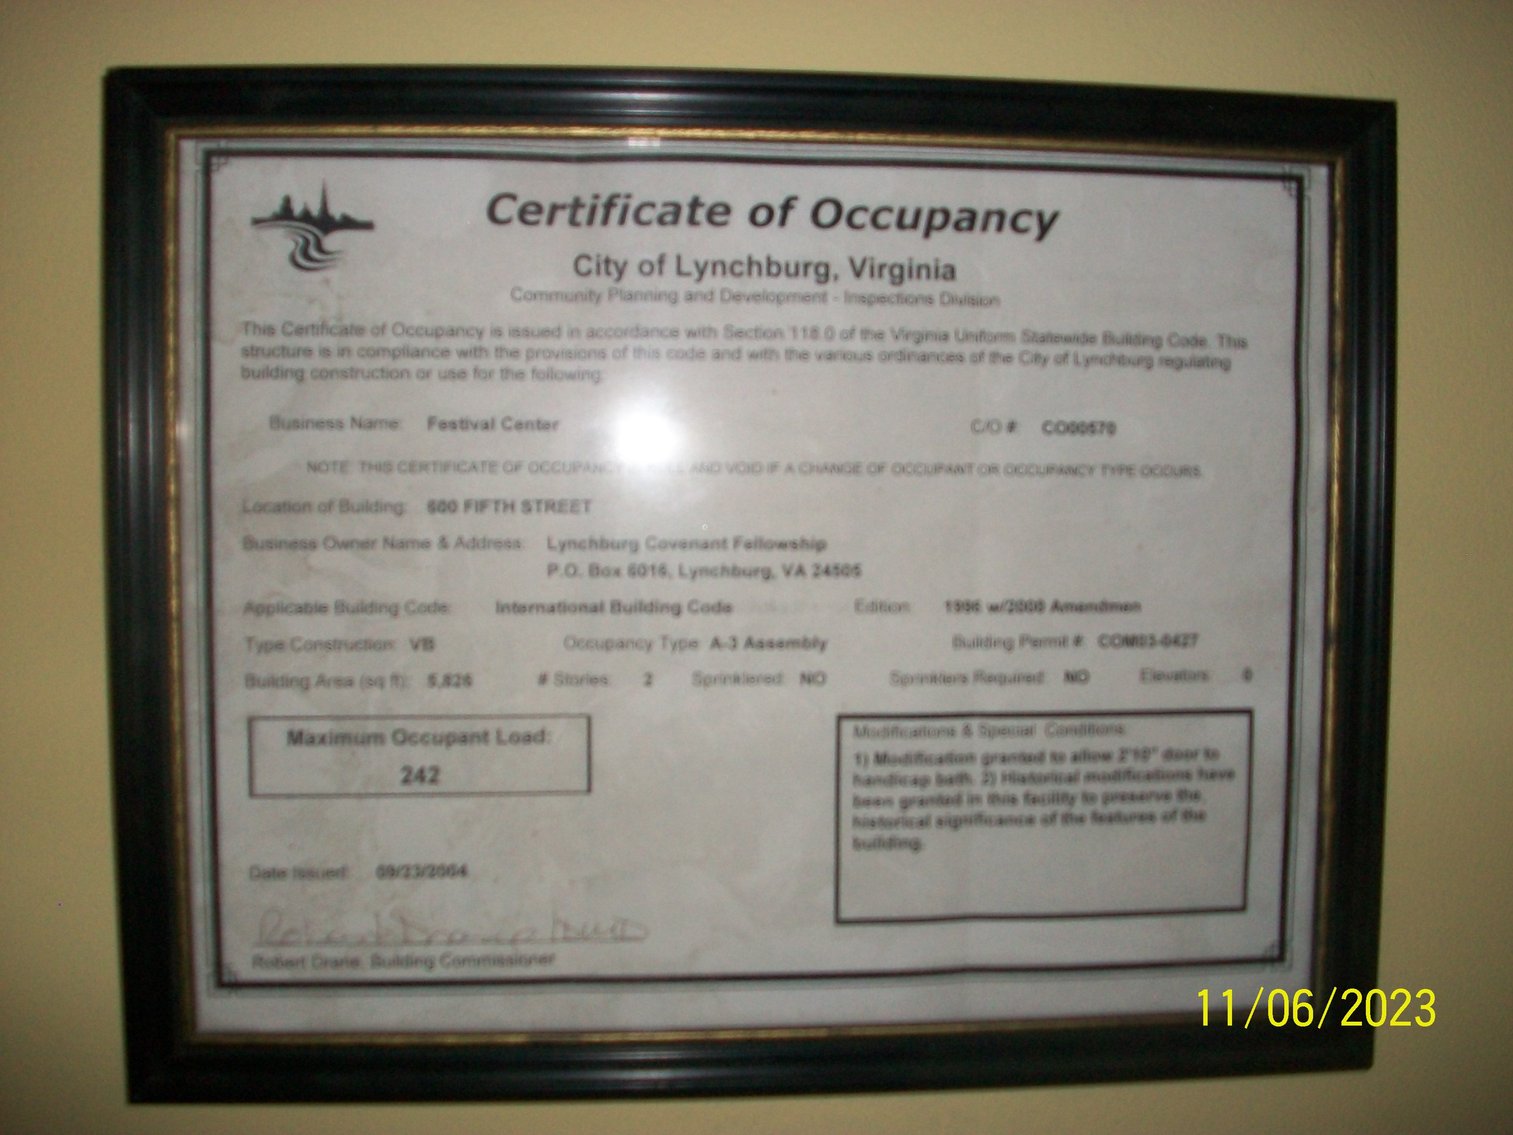 Certificate of Occupancy
City of Lynchburg, Virginia
Community Planning and Development - Inspections Division
This Certificate of Occupancy is issued in accordance with Section 118.0 of the Virginia Uniform Statewide Building Code. This
structure is in compliance with the provisions of this code and with the various ordinances of the City of Lynchburg regulating
building construction or use for the following:
Business Name: Festival Center C/O #: CO00570
NOTE: THIS CERTIFICATE OF OCCUPANCY AND VOID IF A CHANGE OF OCCUPANT OR OCCUPANCY TYPE OCCURS.
Location of Building: 600 FIFTH STREET
Business Owner Name & Address: Lynchburg Covenant Fellowship
P.O. Box 6016, Lynchburg, VA 24505
Applicable Building Code: International Building Code Edition: 1996 w/2000 Amendmen
Type Construction: VB Occupancy Type: A-3 Assembly Building Permit #: COM03-0427
Building Area (sq ft): 5,826 # Stories: 2 Sprinklered: NO Sprinklers Required: NO Elevators: 0
Maximum Occupant Load:
242
Modifications & Special Conditions:
1) Modification granted to allow 2'10" door to
handicap bath. 2) Historical modifications have
been granted in this facility to preserve the
historical significance of the features of the
building.
Date Issued: 09/23/2004
Robert Drane, Building Commissioner
11/06/2023